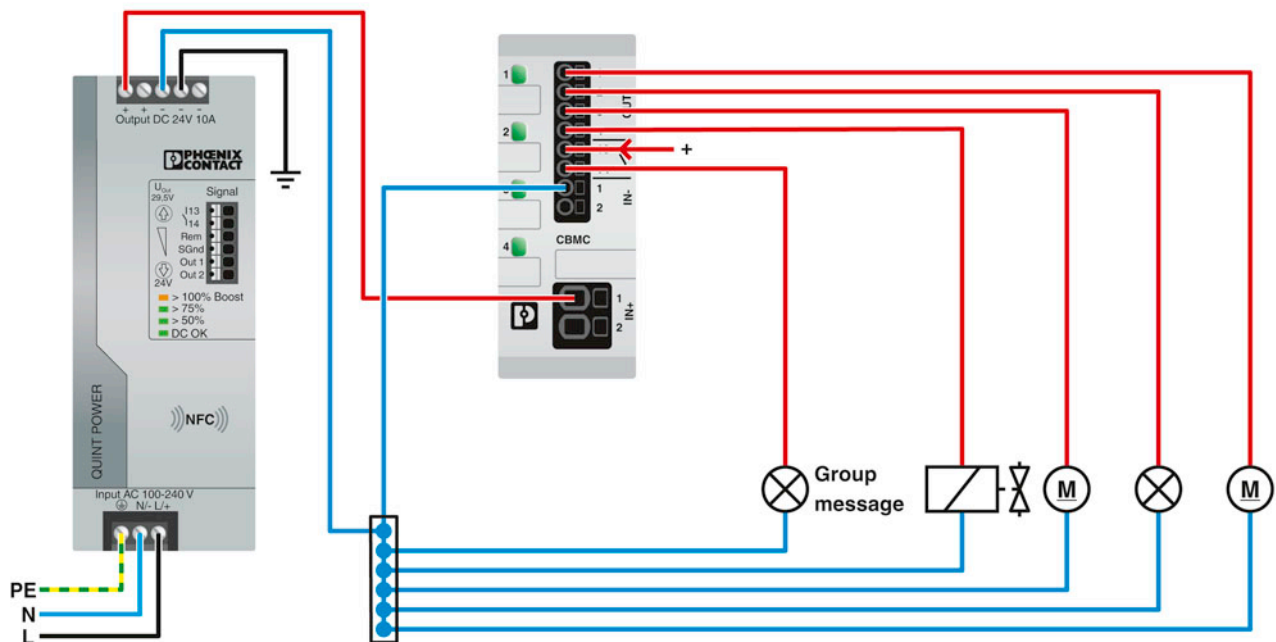 + + - - -
Output DC 24V 10A
PHŒNIX
CONTACT
UOut
29,5V
Signal
13
14
Rem
SGnd
Out 1
Out 2
24V
> 100% Boost
> 75%
> 50%
DC OK
QUINT POWER
NFC
Input AC 100-240 V
N/- L/+
PE
N
L
1
2
4
OUT
+
1
2
IN-
CBMC
1
2
IN+
Group
message
M
M